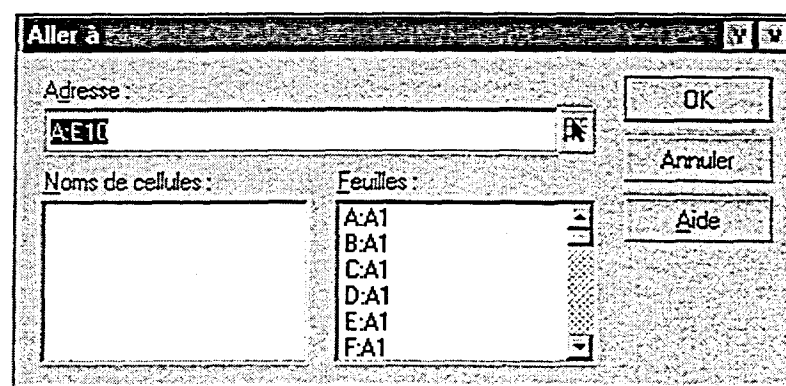 Aller à
Adresse :
A:E10
OK
Annuler
Aide
Noms de cellules :
Feuilles :
A:A1
B:A1
C:A1
D:A1
E:A1
F:A1